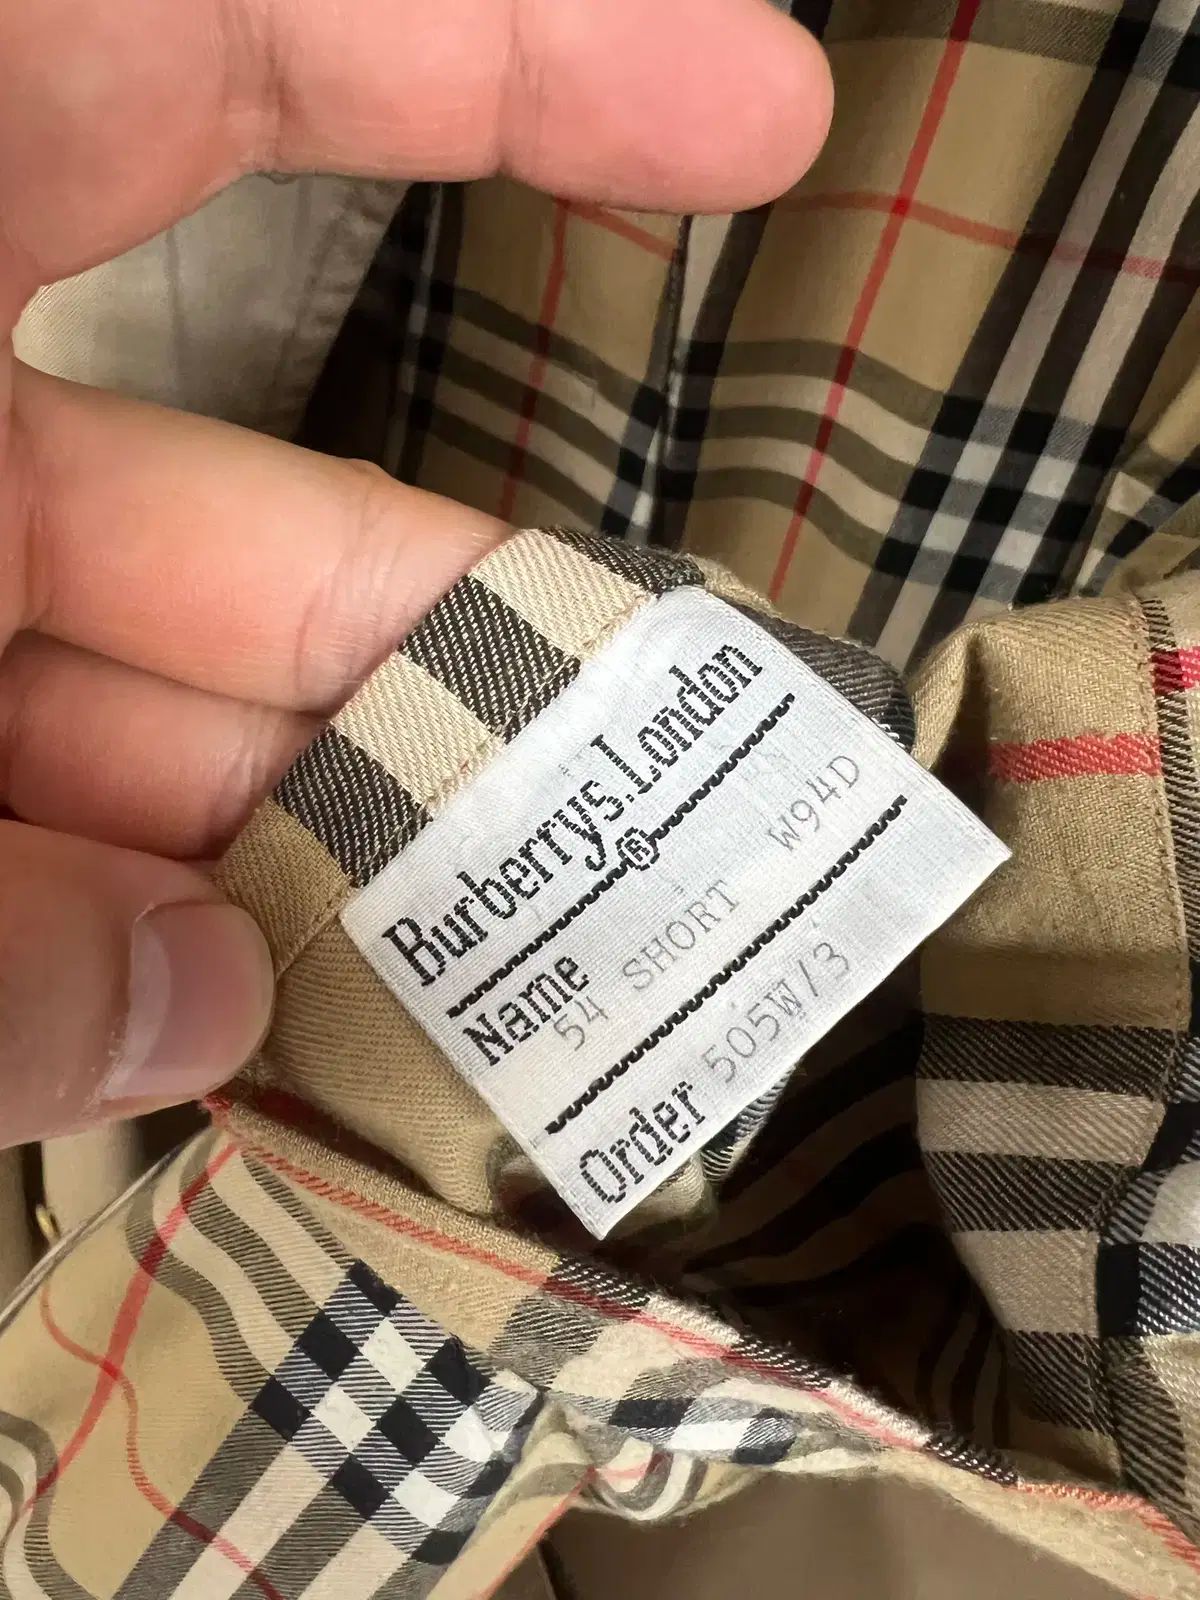 Burberrys.London
®
Name
54 SHORT W94D
Order 505W/3